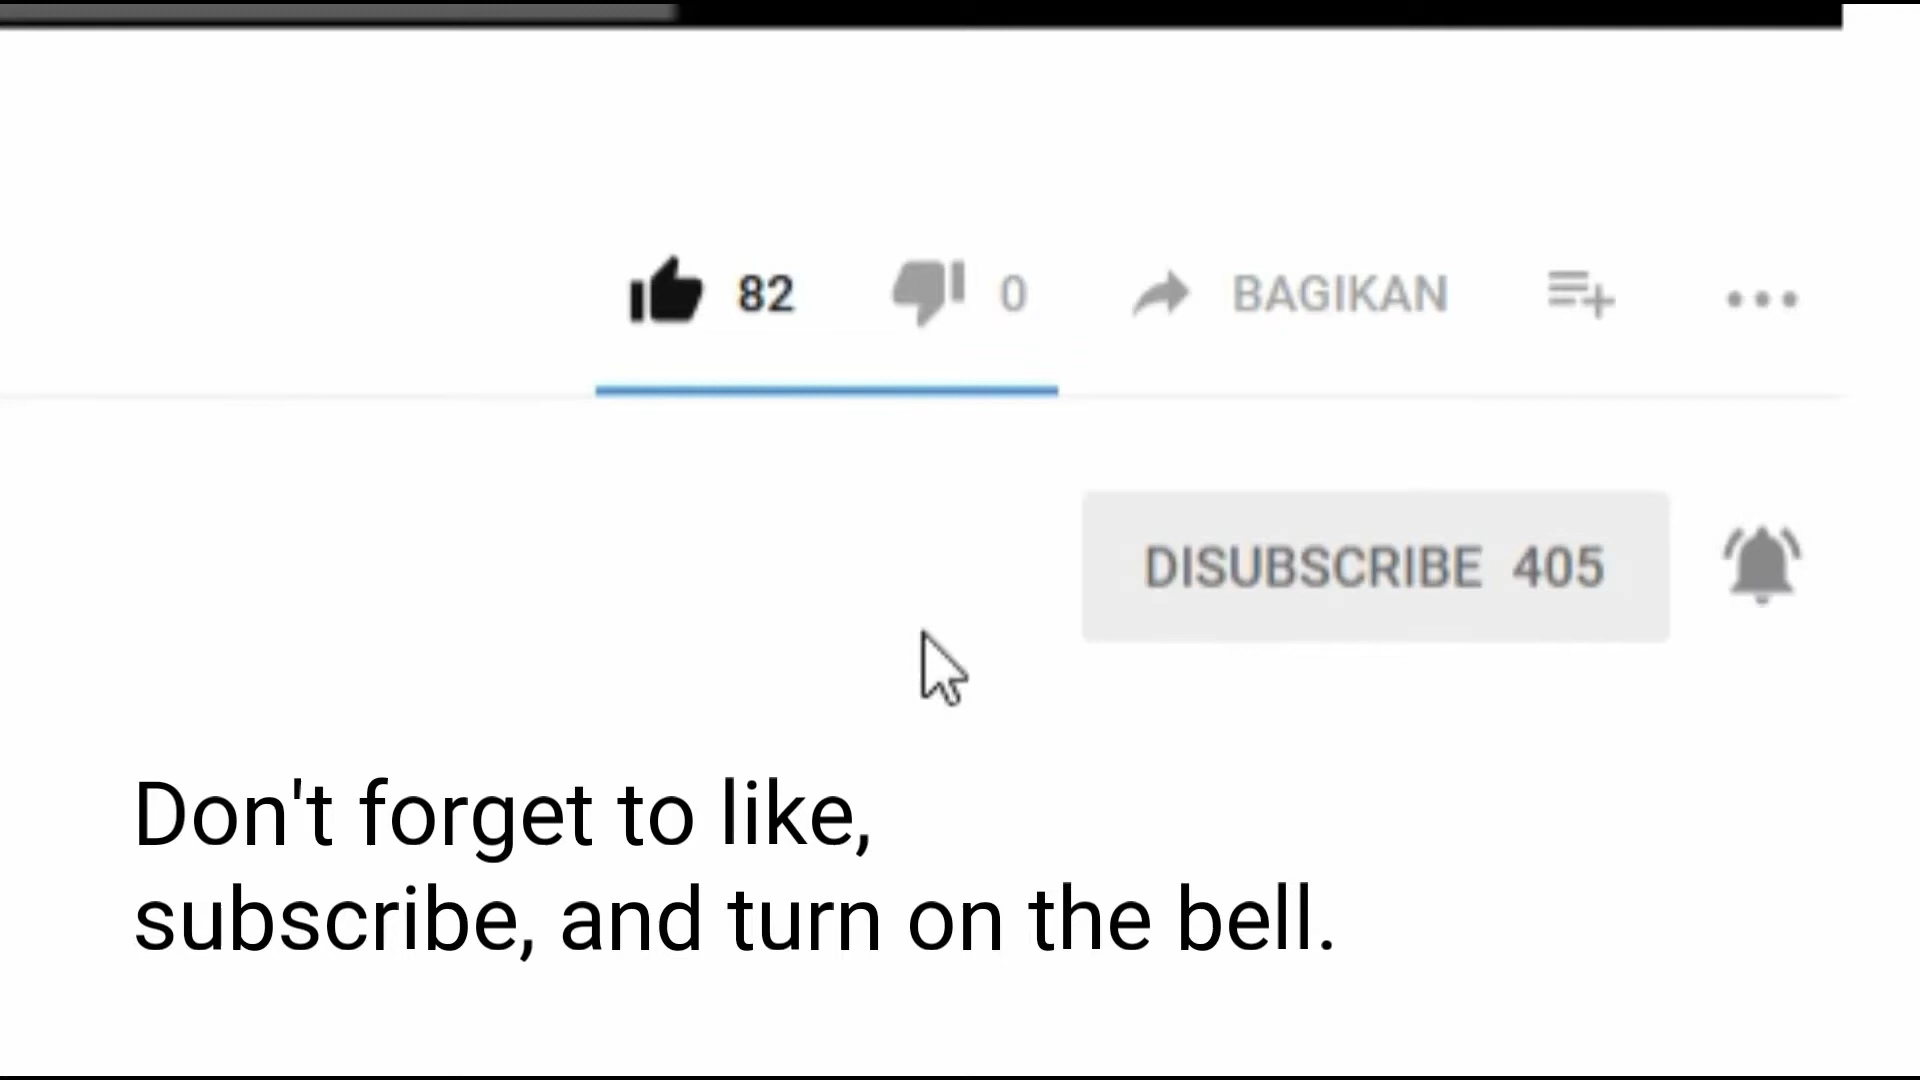 82 0 BAGIKAN
DISUBSCRIBE 405
Don't forget to like,
subscribe, and turn on the bell.